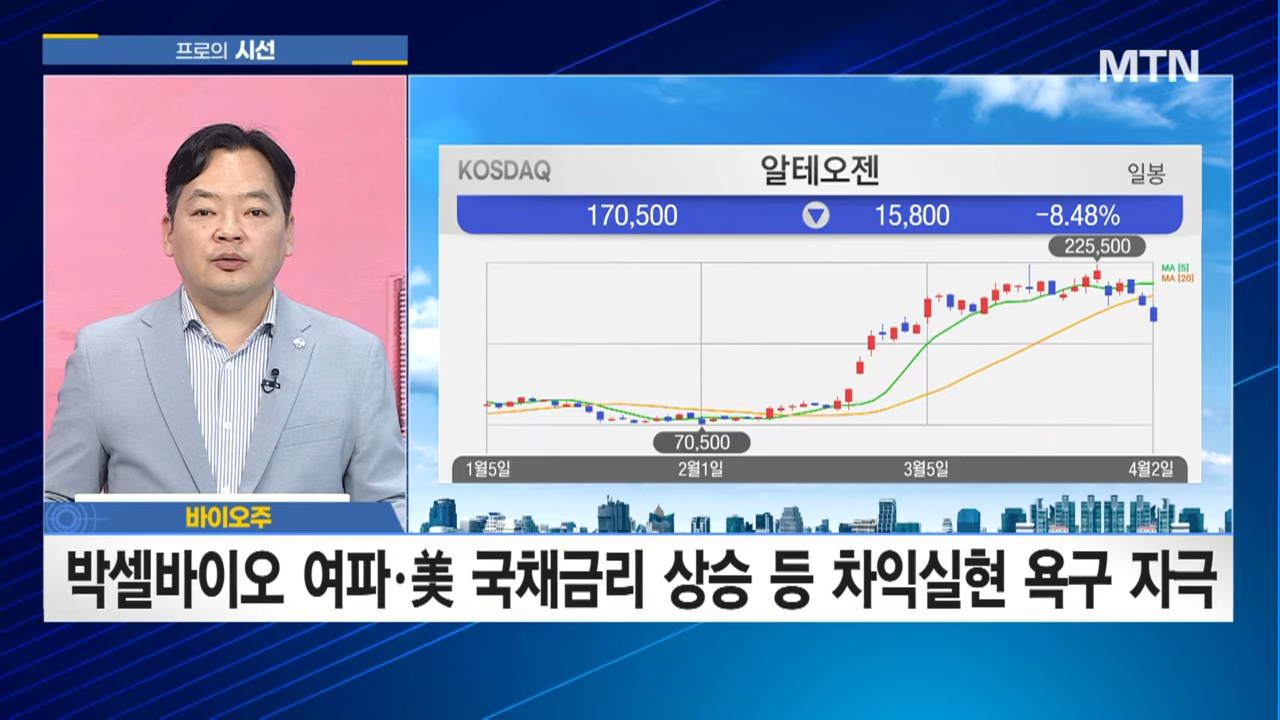 프로의 시선
MTN
KOSDAQ 알테오젠 일봉
170,500 ▽ 15,800 -8.48%
225,500
MA [5]
MA [20]
70,500
1월5일 2월1일 3월5일 4월2일
바이오주
박셀바이오 여파·美 국채금리 상승 등 차익실현 욕구 자극